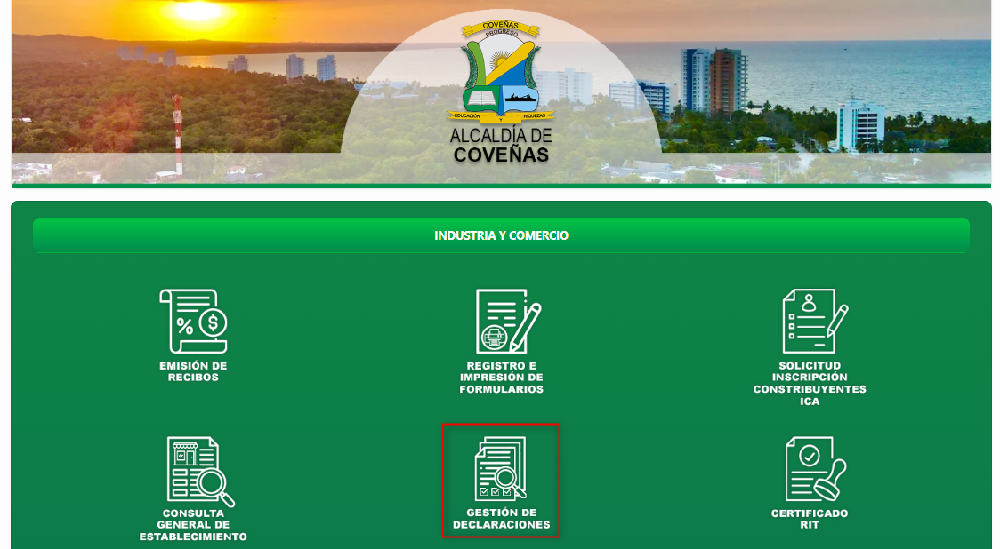 COVEÑAS
PROGRESO
EDUCACIÓN Y RIQUEZAS
ALCALDÍA DE
COVEÑAS
INDUSTRIA Y COMERCIO
EMISIÓN DE
RECIBOS
REGISTRO E
IMPRESIÓN DE
FORMULARIOS
SOLICITUD
INSCRIPCIÓN
CONSTRIBUYENTES
ICA
CONSULTA
GENERAL DE
ESTABLECIMIENTO
GESTIÓN DE
DECLARACIONES
CERTIFICADO
RIT